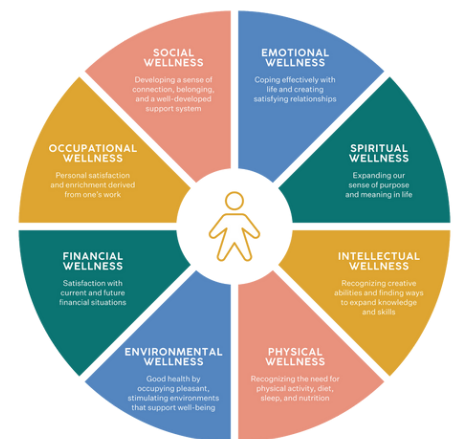 SOCIAL
WELLNESS
Developing a sense of
connection, belonging,
and a well-developed
support system
EMOTIONAL
WELLNESS
Coping effectively with
life and creating
satisfying relationships
SPIRITUAL
WELLNESS
Expanding our
sense of purpose
and meaning in life
INTELLECTUAL
WELLNESS
Recognizing creative
abilities and finding ways
to expand knowledge
and skills
PHYSICAL
WELLNESS
Recognizing the need for
physical activity, diet,
sleep, and nutrition
ENVIRONMENTAL
WELLNESS
Good health by
occupying pleasant,
stimulating environments
that support well-being
FINANCIAL
WELLNESS
Satisfaction with
current and future
financial situations
OCCUPATIONAL
WELLNESS
Personal satisfaction
and enrichment derived
from one's work